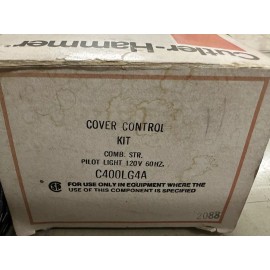 Cutler-Hammer
COVER CONTROL
KIT
COMB. STR.
PILOT LIGHT 120V 60HZ.
C400LG4A
FOR USE ONLY IN EQUIPMENT WHERE THE
USE OF THIS COMPONENT IS SPECIFIED
2088